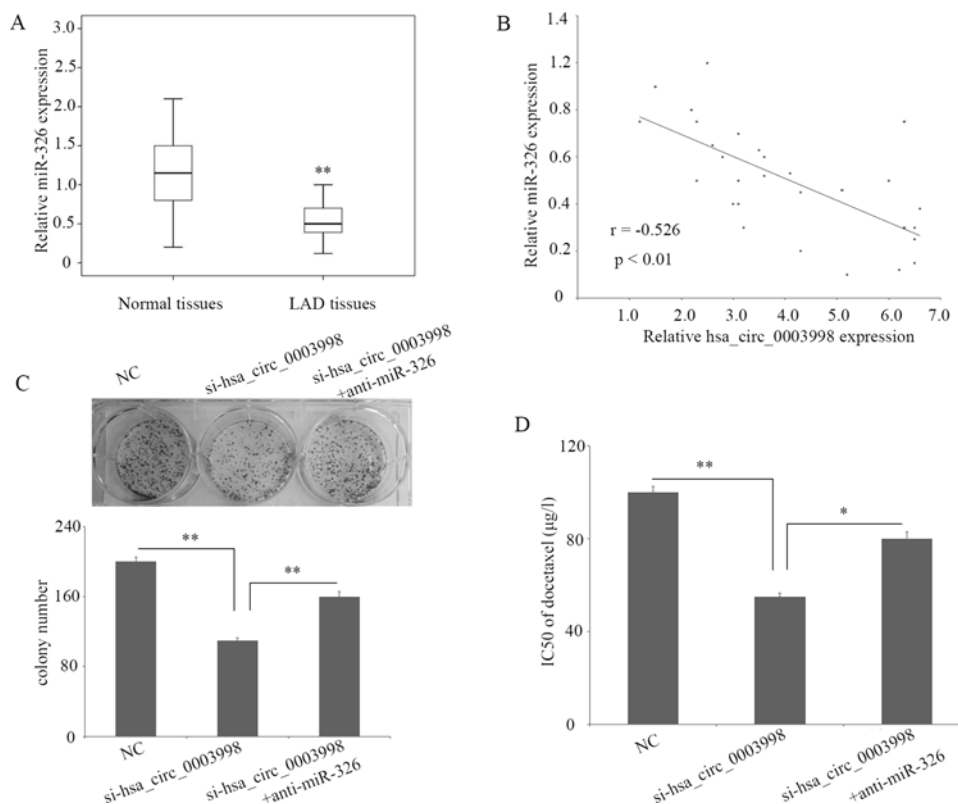 A
Relative miR-326 expression
3.0
2.5
2.0
1.5
1.0
0.5
0
**
Normal tissues
LAD tissues
B
Relative miR-326 expression
1.4
1.2
0.8
0.6
0.4
0.2
0
r = -0.526
p < 0.01
1.0 2.0 3.0 4.0 5.0 6.0 7.0
Relative hsa_circ_0003998 expression
C
NC
si-hsa_circ_0003998
si-hsa_circ_0003998
+anti-miR-326
colony number
240
160
80
0
**
**
NC
si-hsa_circ_0003998
si-hsa_circ_0003998
+anti-miR-326
D
IC50 of docetaxel (µg/l)
120
80
40
0
**
*
NC
si-hsa_circ_0003998
si-hsa_circ_0003998
+anti-miR-326